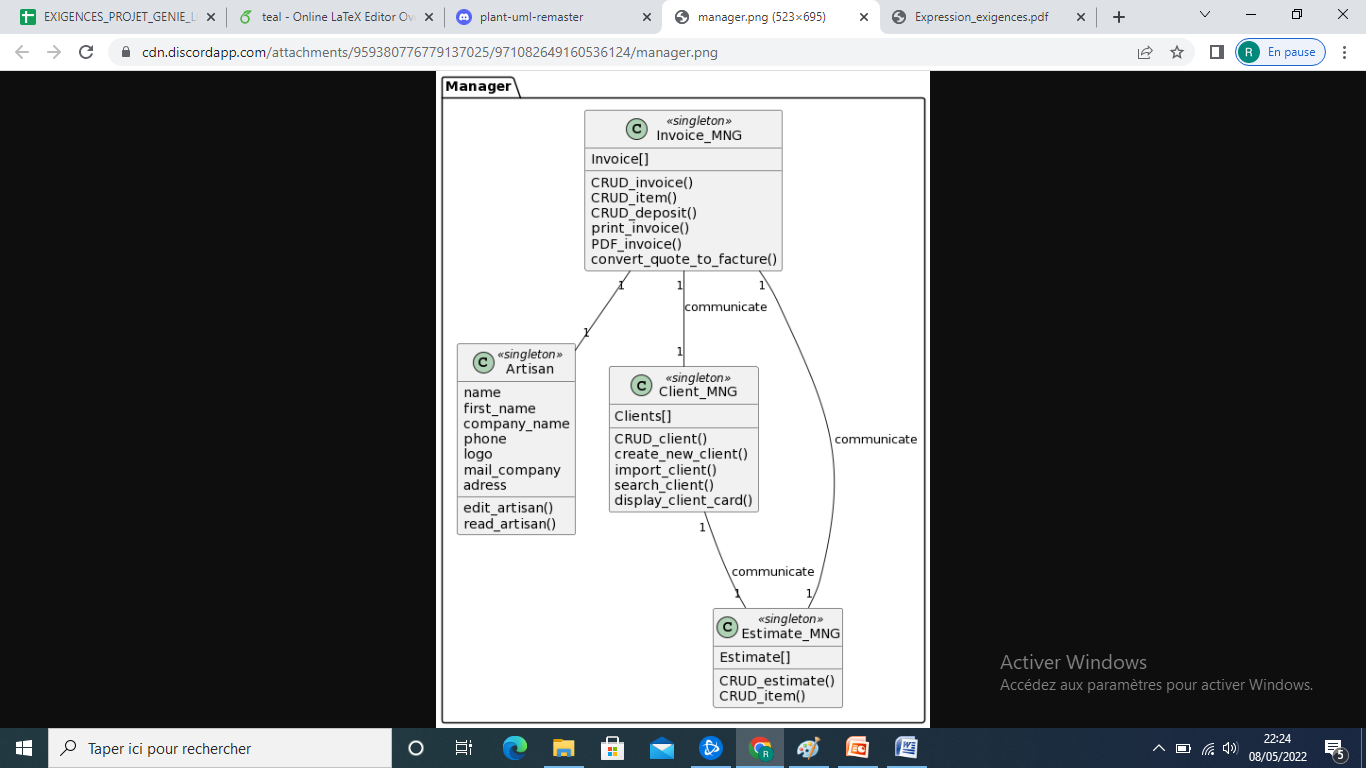 EXIGENCES_PROJET_GENIE_L
teal - Online LaTeX Editor Ov
plant-uml-remaster
manager.png (523×695)
Expression_exigences.pdf
cdn.discordapp.com/attachments/959380776779137025/971082649160536124/manager.png
R
En pause
Manager
C
«singleton»
Invoice_MNG
Invoice[]
CRUD_invoice()
CRUD_item()
CRUD_deposit()
print_invoice()
PDF_invoice()
convert_quote_to_facture()
1
1
1
communicate
1
1
C
«singleton»
Artisan
name
first_name
company_name
phone
logo
mail_company
adress
edit_artisan()
read_artisan()
C
«singleton»
Client_MNG
Clients[]
CRUD_client()
create_new_client()
import_client()
search_client()
display_client_card()
communicate
1
communicate
1
1
C
«singleton»
Estimate_MNG
Estimate[]
CRUD_estimate()
CRUD_item()
Activer Windows
Accédez aux paramètres pour activer Windows.
Taper ici pour rechercher
22:24
08/05/2022
5